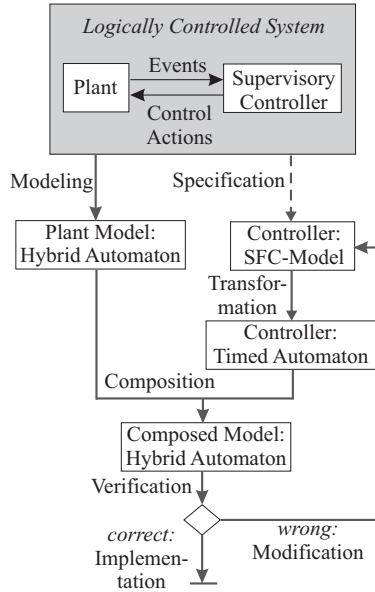 Logically Controlled System
Events
Plant
Supervisory
Controller
Control
Actions
Modeling
Specification
Plant Model:
Hybrid Automaton
Controller:
SFC-Model
Transfor-
mation
Controller:
Timed Automaton
Composition
Composed Model:
Hybrid Automaton
Verification
correct:
Implemen-
tation
wrong:
Modification